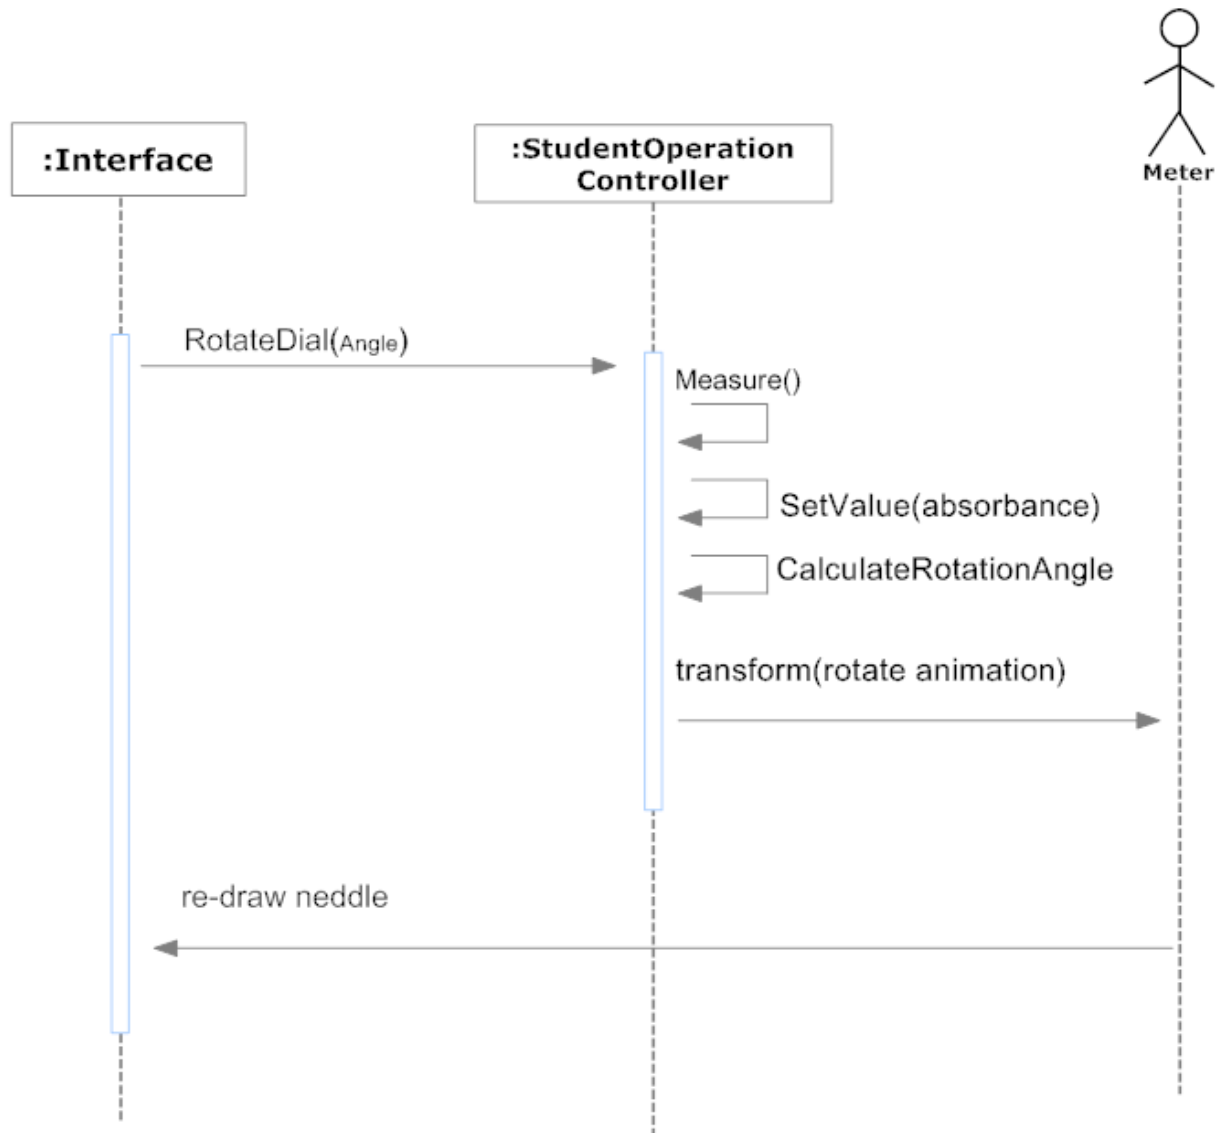 :Interface
:StudentOperation
Controller
Meter
RotateDial(Angle)
Measure()
SetValue(absorbance)
CalculateRotationAngle
transform(rotate animation)
re-draw neddle